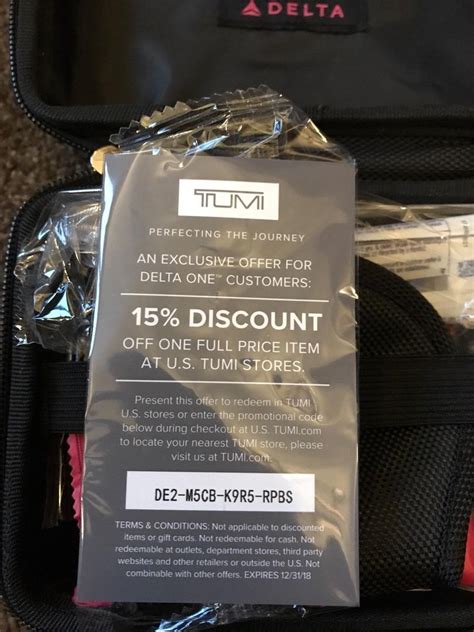 DELTA
TUMI
PERFECTING THE JOURNEY
AN EXCLUSIVE OFFER FOR
DELTA ONE™ CUSTOMERS:
15% DISCOUNT
OFF ONE FULL PRICE ITEM
AT U.S. TUMI STORES.
Present this offer to redeem in TUMI
U.S. stores or enter the promotional code
below during checkout at U.S. TUMI.com
to locate your nearest TUMI store, please
visit us at TUMI.com:
DE2-M5CB-K9R5-RPBS
TERMS & CONDITIONS: Not applicable to discounted
items or gift cards. Not redeemable for cash. Not
redeemable at outlets, department stores, third party
websites and other retailers or outside the U.S. Not
combinable with other offers. EXPIRES 12/31/18